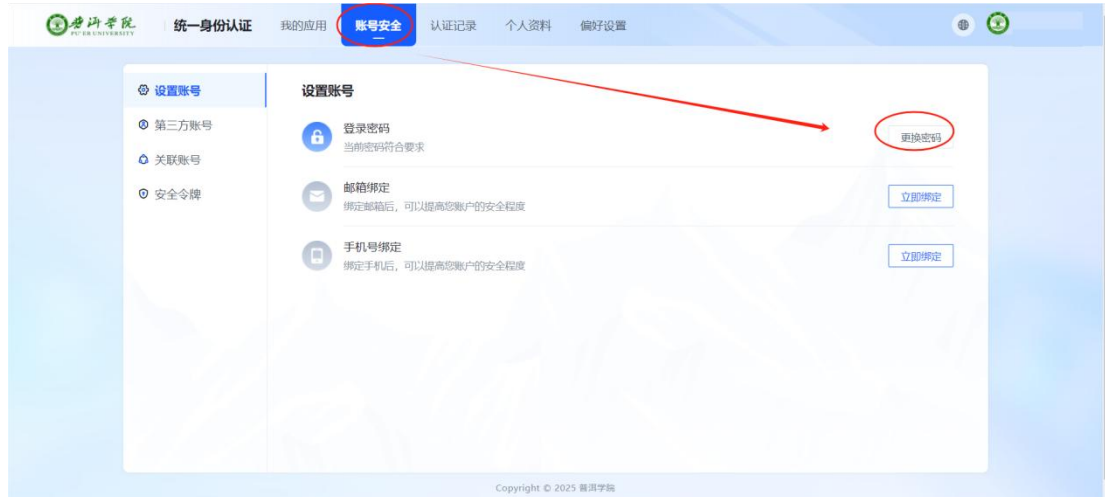 普洱学院
PU'ER UNIVERSITY
统一身份认证 我的应用 账号安全 认证记录 个人资料 偏好设置
设置账号
第三方账号
关联账号
安全令牌
设置账号
登录密码
当前密码符合要求
更换密码
邮箱绑定
绑定邮箱后，可以提高您账户的安全程度
立即绑定
手机号绑定
绑定手机后，可以提高您账户的安全程度
立即绑定
Copyright © 2025 普洱学院